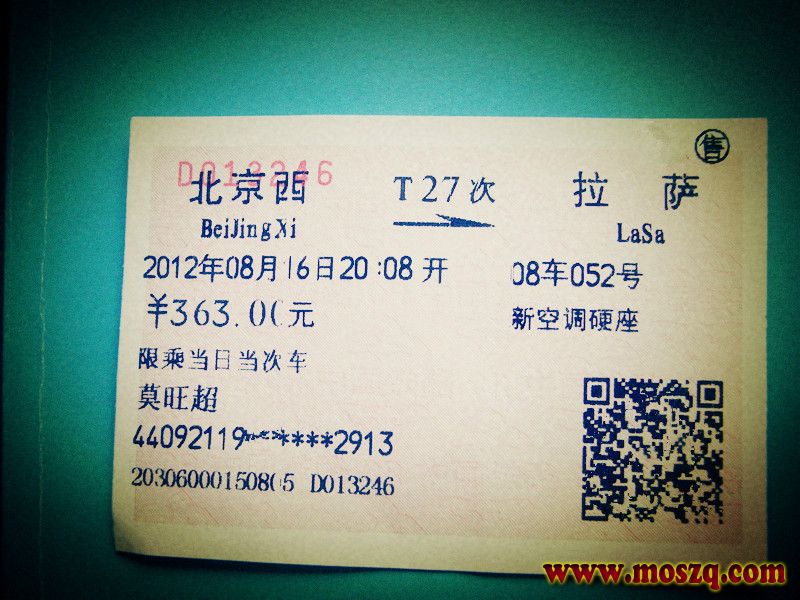 售
D013246
北京西 T27次 拉萨
BeiJingXi LaSa
2012年08月16日20:08开 08车052号
¥363.00元 新空调硬座
限乘当日当次车
莫旺超
44092119******2913
20306000150805 D013246
www.moszq.com